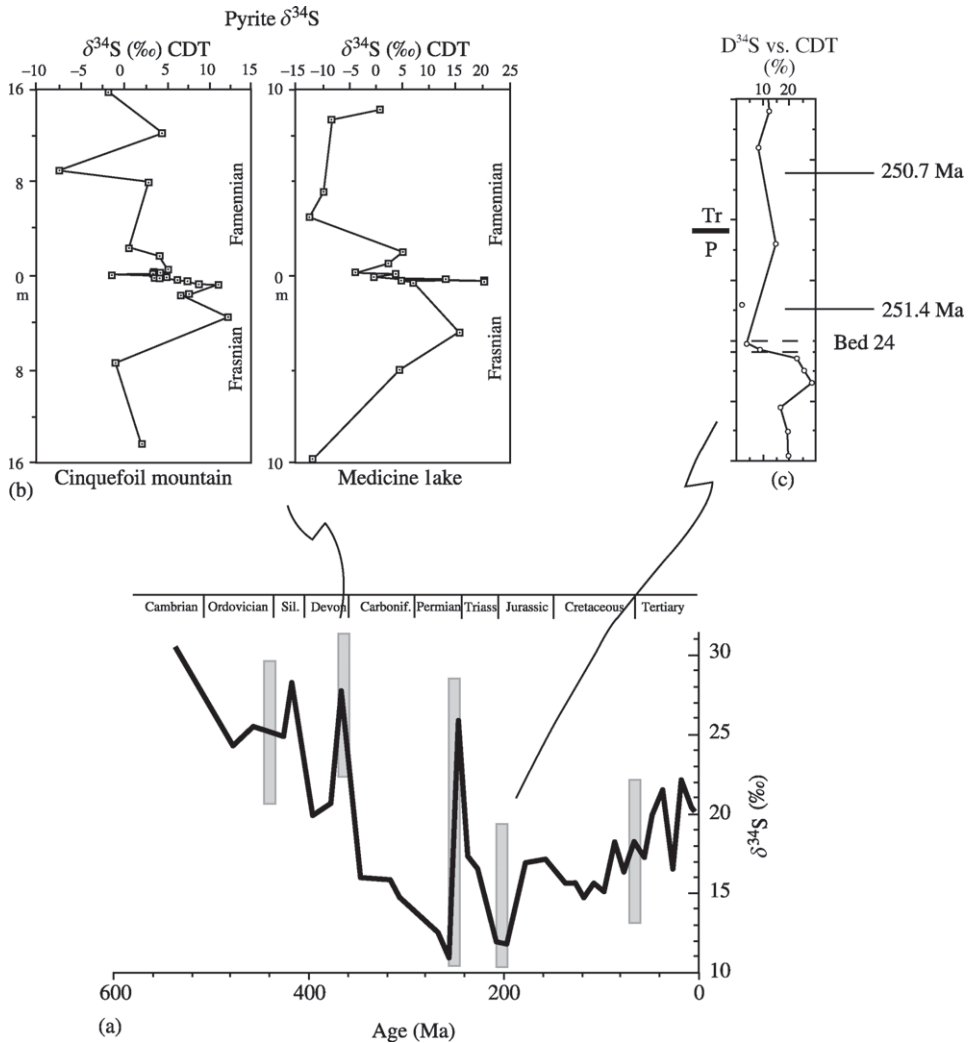 Pyrite δ³⁴S
δ³⁴S (‰) CDT
−10 −5 0 5 10 15
16
8
0
m
8
16
Famennian
Frasnian
(b)
Cinquefoil mountain
δ³⁴S (‰) CDT
−15 −10 −5 0 5 10 15 20 25
10
0
m
10
Famennian
Frasnian
Medicine lake
D³⁴S vs. CDT
(%)
10 20
250.7 Ma
Tr
P
251.4 Ma
Bed 24
(c)
Cambrian Ordovician Sil. Devon Carbonif. Permian Triass Jurassic Cretaceous Tertiary
30
25
20
15
10
δ³⁴S (‰)
600 400 200 0
(a)
Age (Ma)